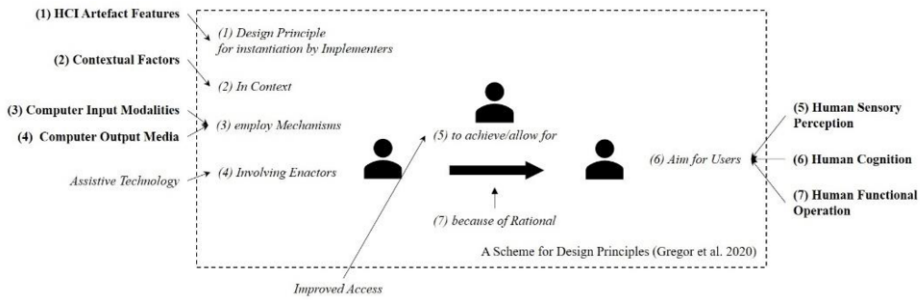 (1) HCI Artefact Features
(1) Design Principle
for instantiation by Implementers
(2) Contextual Factors
(2) In Context
(3) Computer Input Modalities
(4) Computer Output Media
(3) employ Mechanisms
Assistive Technology
(4) Involving Enactors
(5) to achieve/allow for
(7) because of Rational
(6) Aim for Users
(5) Human Sensory
Perception
(6) Human Cognition
(7) Human Functional
Operation
A Scheme for Design Principles (Gregor et al. 2020)
Improved Access